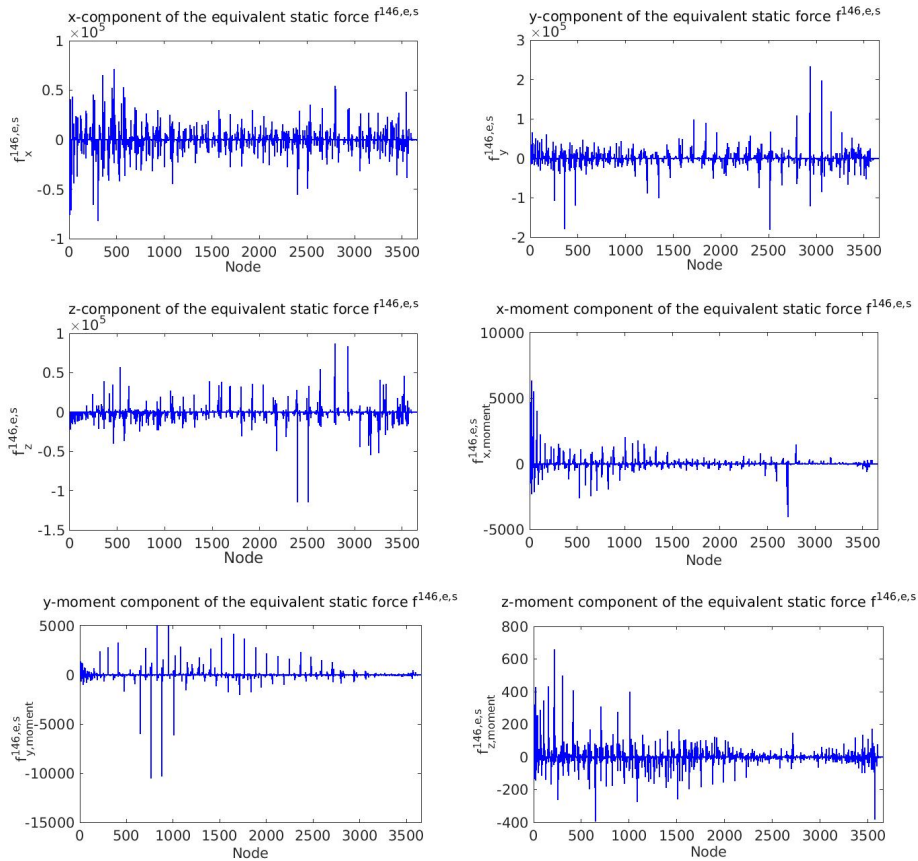 x-component of the equivalent static force f^146,e,s
×10^5
1
0.5
0
-0.5
-1
f_x^146,e,s
0 500 1000 1500 2000 2500 3000 3500
Node
y-component of the equivalent static force f^146,e,s
×10^5
3
2
1
0
-1
-2
f_y^146,e,s
0 500 1000 1500 2000 2500 3000 3500
Node
z-component of the equivalent static force f^146,e,s
×10^5
1
0.5
0
-0.5
-1
-1.5
f_z^146,e,s
0 500 1000 1500 2000 2500 3000 3500
Node
x-moment component of the equivalent static force f^146,e,s
10000
5000
0
-5000
f_x,moment^146,e,s
0 500 1000 1500 2000 2500 3000 3500
Node
y-moment component of the equivalent static force f^146,e,s
5000
0
-5000
-10000
-15000
f_y,moment^146,e,s
0 500 1000 1500 2000 2500 3000 3500
Node
z-moment component of the equivalent static force f^146,e,s
800
600
400
200
0
-200
-400
f_z,moment^146,e,s
0 500 1000 1500 2000 2500 3000 3500
Node